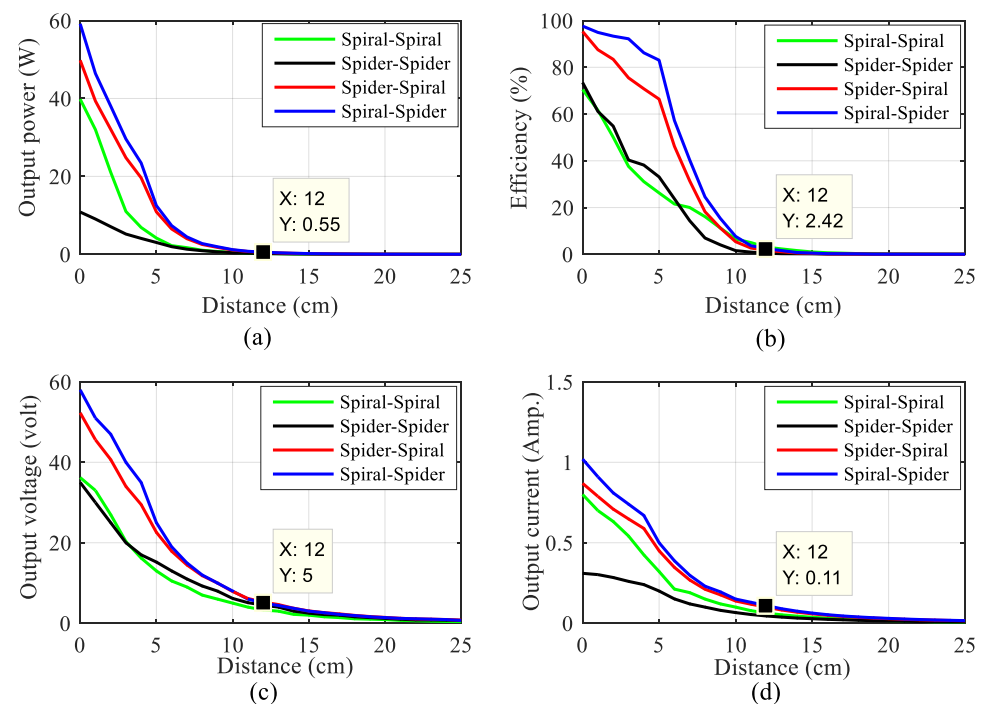 60
40
20
0
0 5 10 15 20 25
Output power (W)
Distance (cm)
Spiral-Spiral
Spider-Spider
Spider-Spiral
Spiral-Spider
X: 12
Y: 0.55
(a)
100
80
60
40
20
0
0 5 10 15 20 25
Efficiency (%)
Distance (cm)
Spiral-Spiral
Spider-Spider
Spider-Spiral
Spiral-Spider
X: 12
Y: 2.42
(b)
60
40
20
0
0 5 10 15 20 25
Output voltage (volt)
Distance (cm)
Spiral-Spiral
Spider-Spider
Spider-Spiral
Spiral-Spider
X: 12
Y: 5
(c)
1.5
1
0.5
0
0 5 10 15 20 25
Output current (Amp.)
Distance (cm)
Spiral-Spiral
Spider-Spider
Spider-Spiral
Spiral-Spider
X: 12
Y: 0.11
(d)